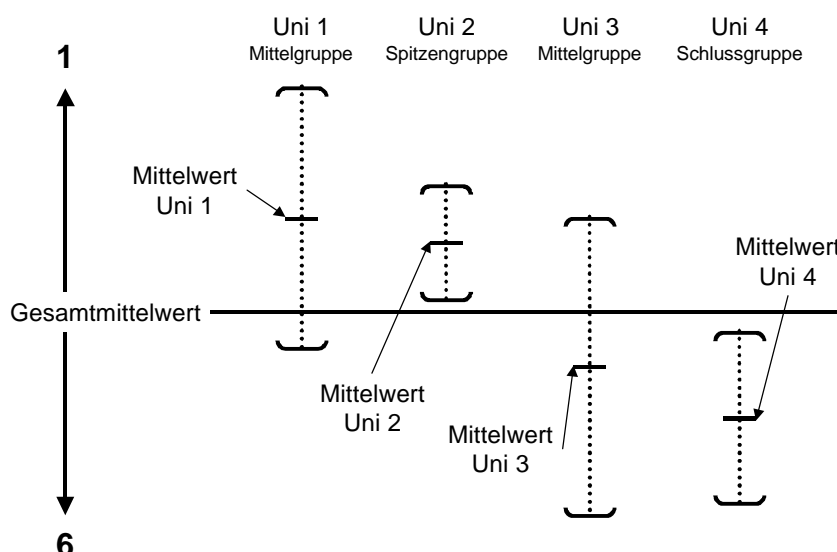 Uni 1
Mittelgruppe
Uni 2
Spitzengruppe
Uni 3
Mittelgruppe
Uni 4
Schlussgruppe
1
Mittelwert
Uni 1
Mittelwert
Uni 4
Gesamtmittelwert
Mittelwert
Uni 2
Mittelwert
Uni 3
6